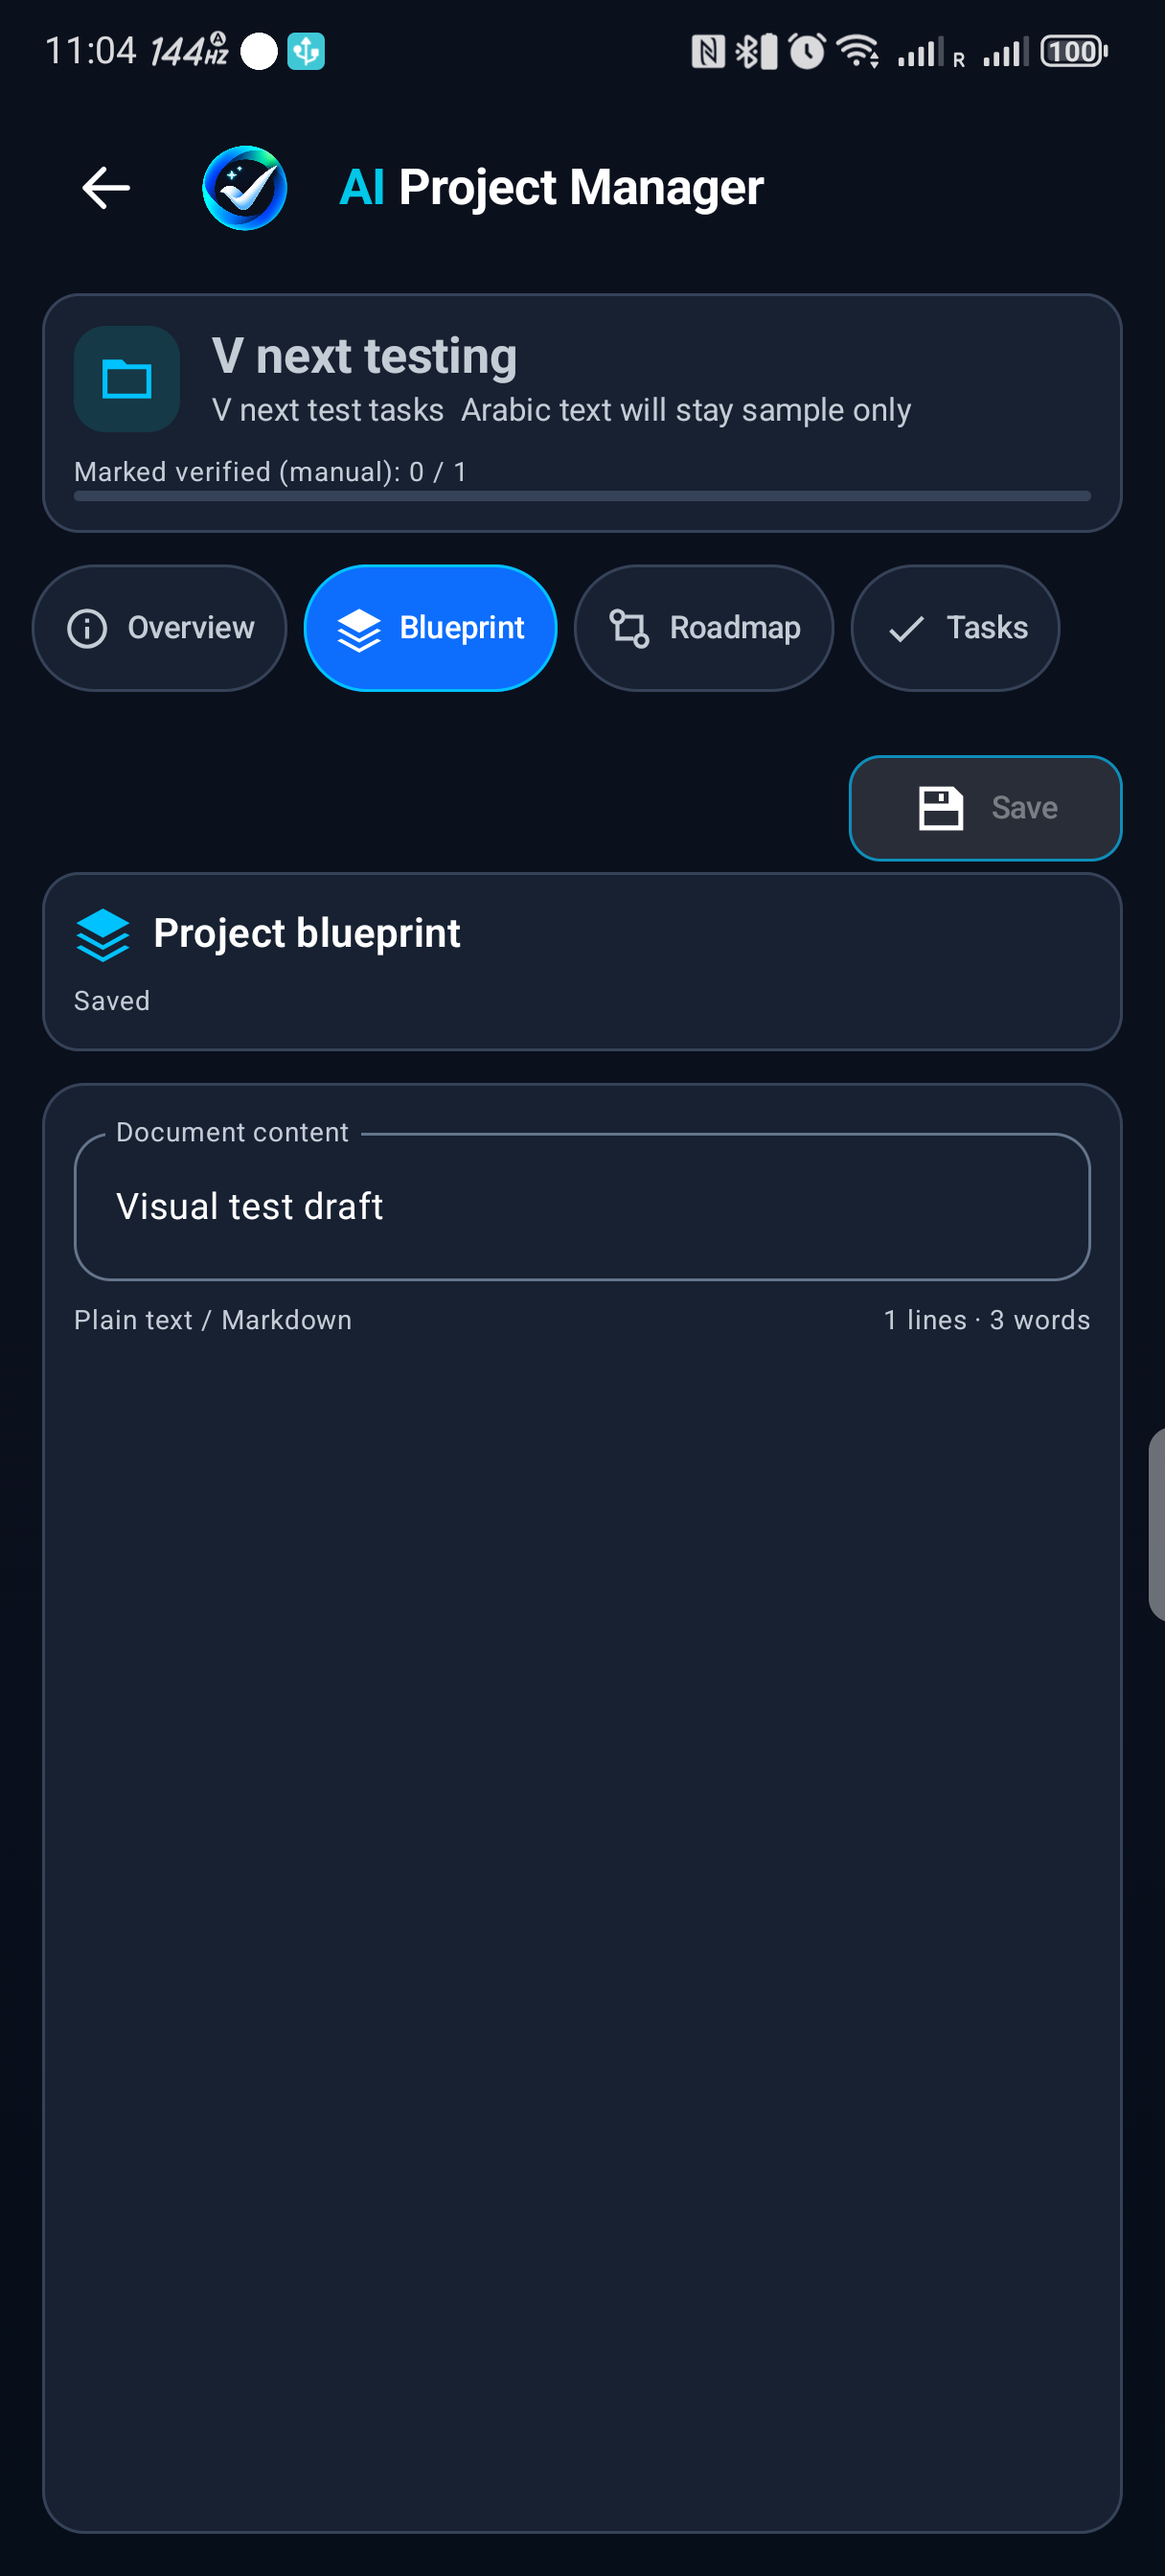 11:04 144HZ A R 100
AI Project Manager
V next testing
V next test tasks  Arabic text will stay sample only
Marked verified (manual): 0 / 1
Overview Blueprint Roadmap Tasks
Save
Project blueprint
Saved
Document content
Visual test draft
Plain text / Markdown 1 lines · 3 words